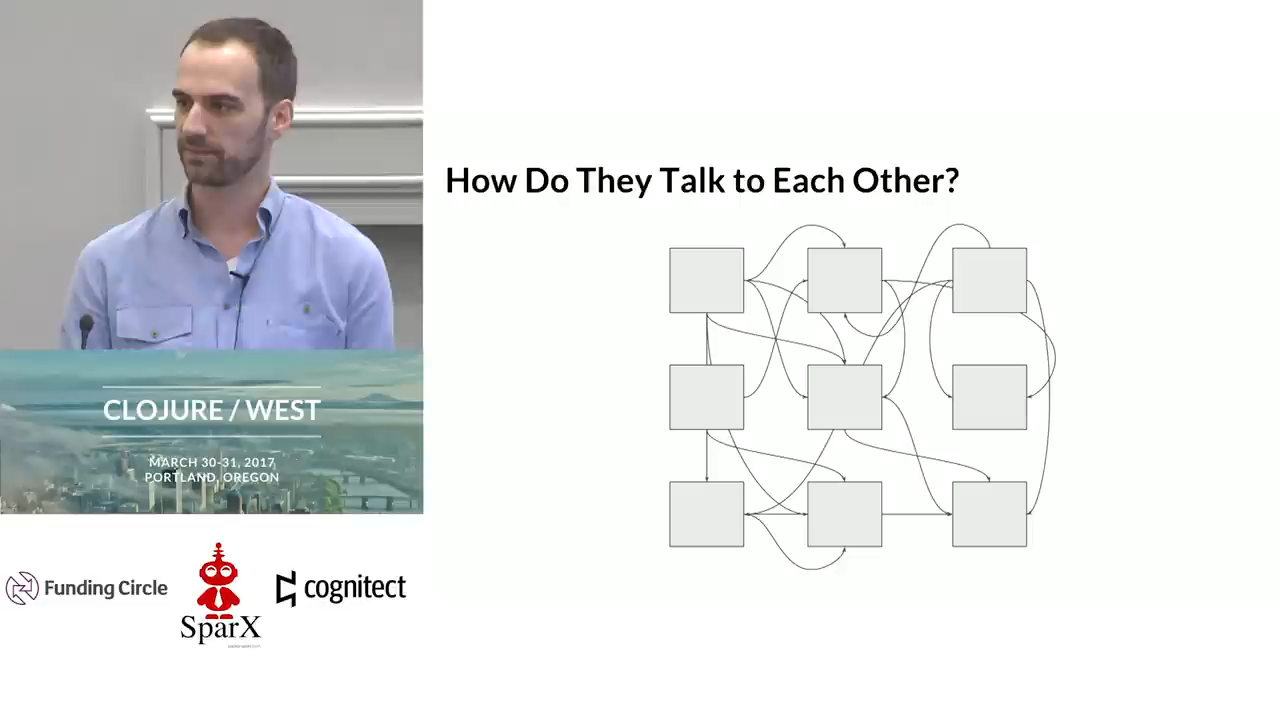 How Do They Talk to Each Other?
CLOJURE / WEST
MARCH 30-31, 2017
PORTLAND, OREGON
Funding Circle
SparX
cognitect